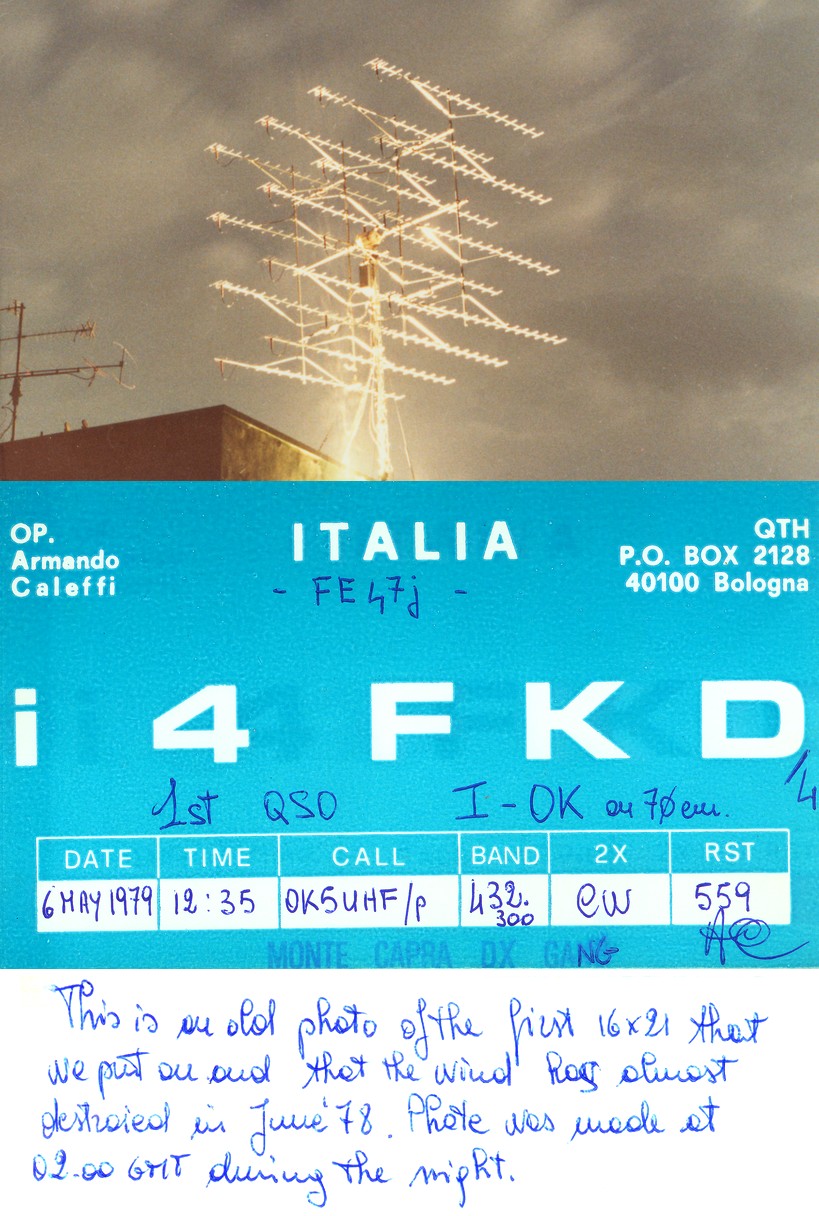 OP.
Armando
Caleffi
ITALIA
- FE47j -
QTH
P.O. BOX 2128
40100 Bologna
i4FKD
/4
1st QSO I-OK on 70cm.
DATE TIME CALL BAND 2X RST
6 MAY 1979 12:35 OK5UHF/p 432.300 CW 559
MONTE CAPRA DX GANG
This is an old photo of the first 16x21 that
we put on and that the wind has almost
destroied in June '78. Photo was made at
02.00 GMT during the night.